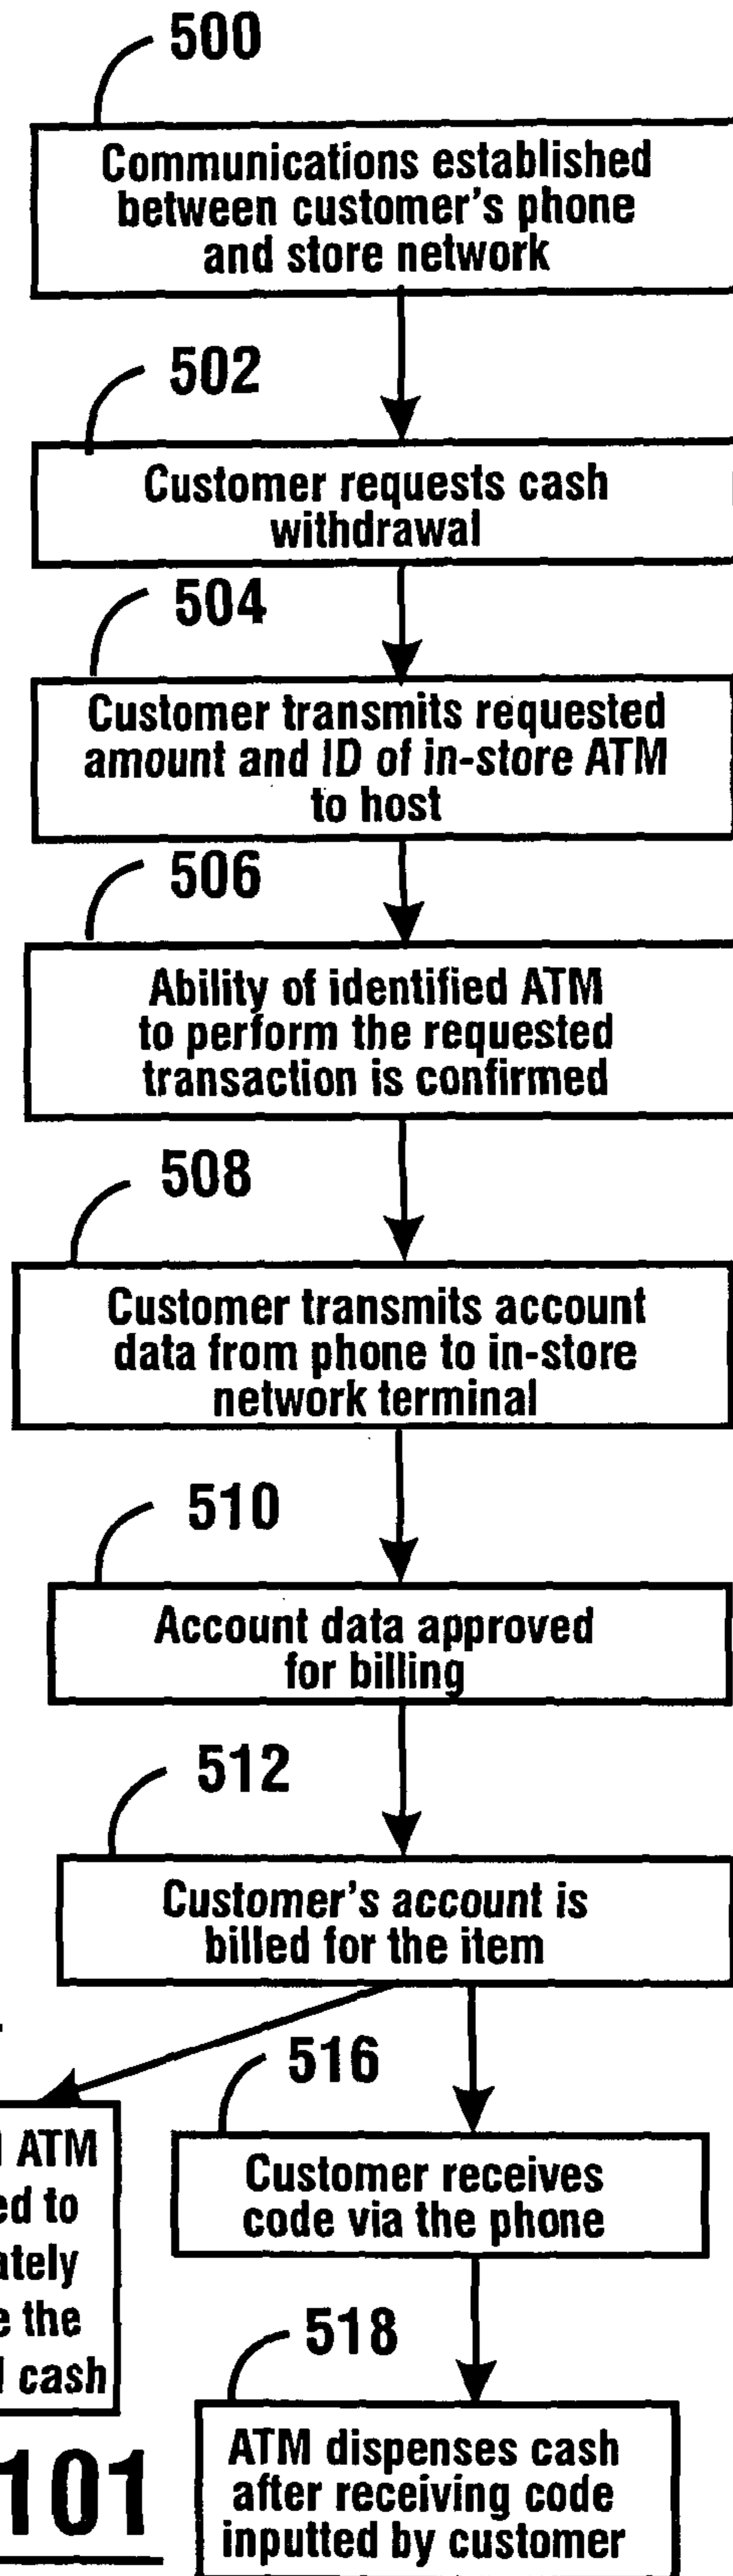 500
Communications established
between customer's phone
and store network
502
Customer requests cash
withdrawal
504
Customer transmits requested
amount and ID of in-store ATM
to host
506
Ability of identified ATM
to perform the requested
transaction is confirmed
508
Customer transmits account
data from phone to in-store
network terminal
510
Account data approved
for billing
512
Customer's account is
billed for the item
ATM
to
the
cash
516
Customer receives
code via the phone
518
ATM dispenses cash
after receiving code
inputted by customer
101